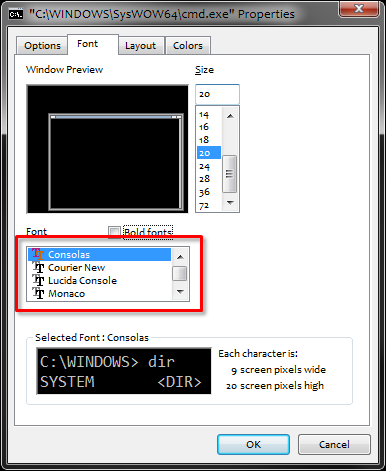 "C:\WINDOWS\SysWOW64\cmd.exe" Properties
Options Font Layout Colors
Window Preview Size
20
14
16
18
20
24
28
36
72
Font Bold fonts
Consolas
Courier New
Lucida Console
Monaco
Selected Font : Consolas
C:\WINDOWS> dir
SYSTEM <DIR>
Each character is:
9 screen pixels wide
20 screen pixels high
OK Cancel